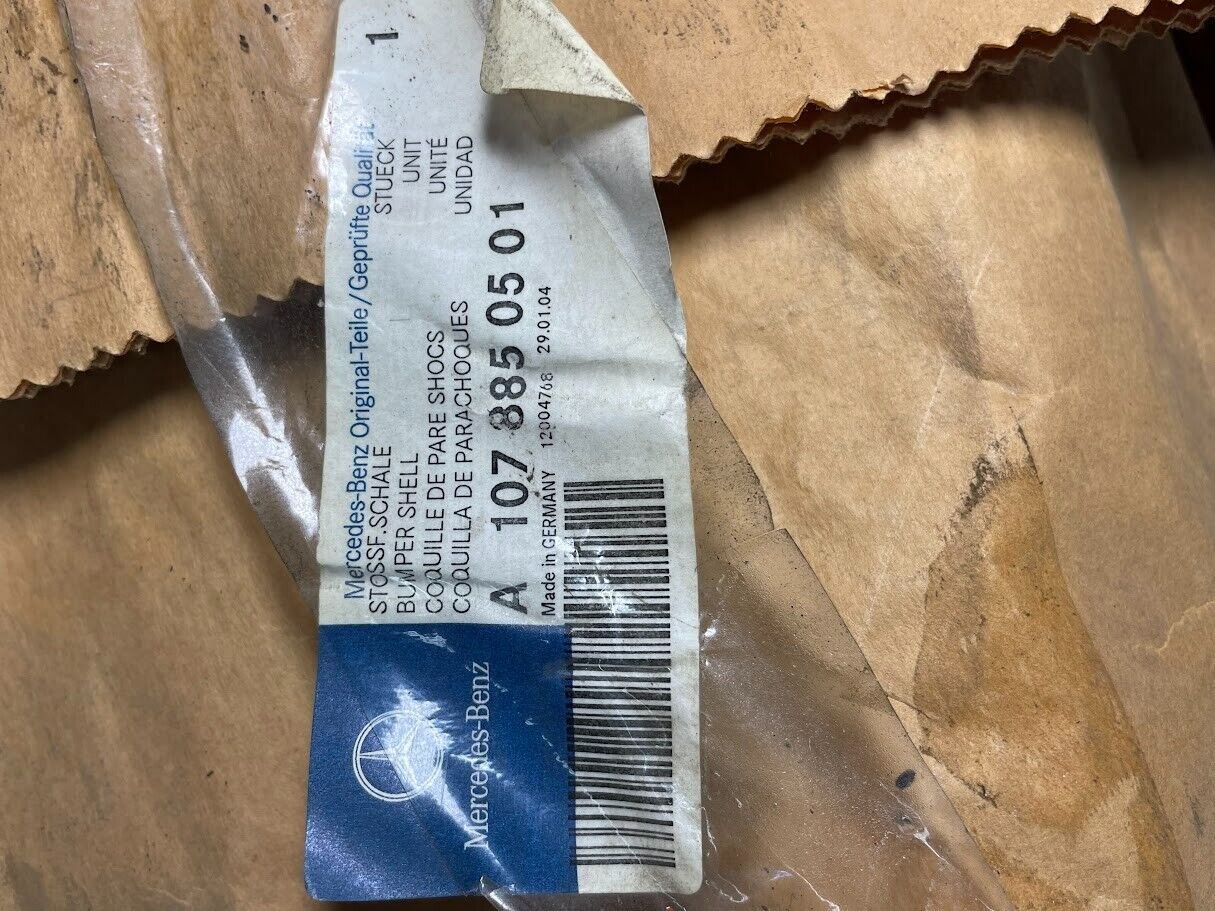 Mercedes-Benz Original-Teile/Geprüfte Qualität
STOSSF.SCHALE STUECK 1
BUMPER SHELL UNIT
COQUILLE DE PARE SHOCS UNITÉ
COQUILLA DE PARACHOQUES UNIDAD
A 107 885 05 01
Made in GERMANY 12004768 29.01.04
Mercedes-Benz